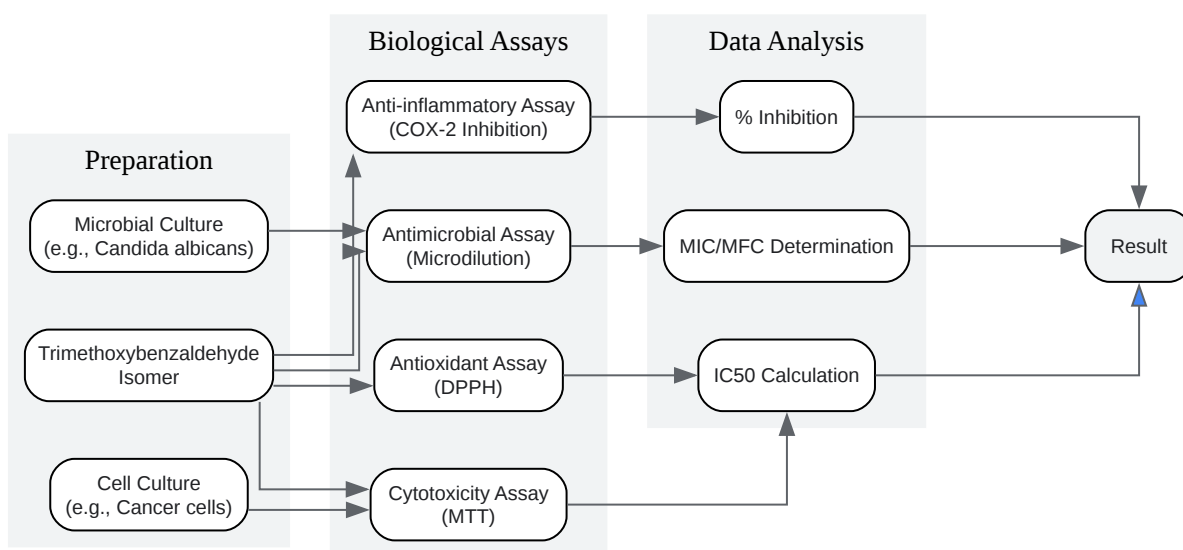 Preparation
Microbial Culture
(e.g., Candida albicans)
Trimethoxybenzaldehyde
Isomer
Cell Culture
(e.g., Cancer cells)
Biological Assays
Anti-inflammatory Assay
(COX-2 Inhibition)
Antimicrobial Assay
(Microdilution)
Antioxidant Assay
(DPPH)
Cytotoxicity Assay
(MTT)
Data Analysis
% Inhibition
MIC/MFC Determination
IC50 Calculation
Result